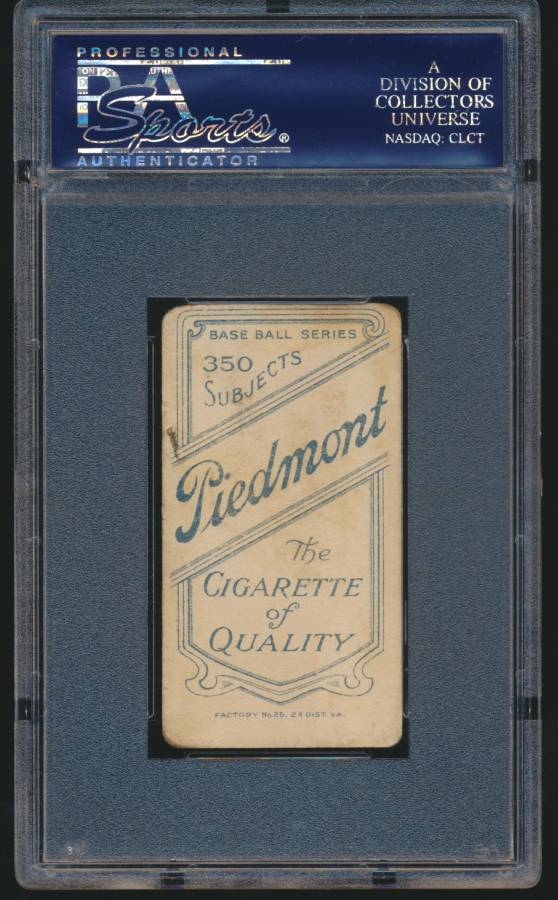 PROFESSIONAL
PSA
Sports®
AUTHENTICATOR
A
DIVISION OF
COLLECTORS
UNIVERSE
NASDAQ: CLCT
BASE BALL SERIES
350
SUBJECTS
Piedmont
The
CIGARETTE
of
QUALITY
FACTORY No. 25, 2D DIST. VA.
3